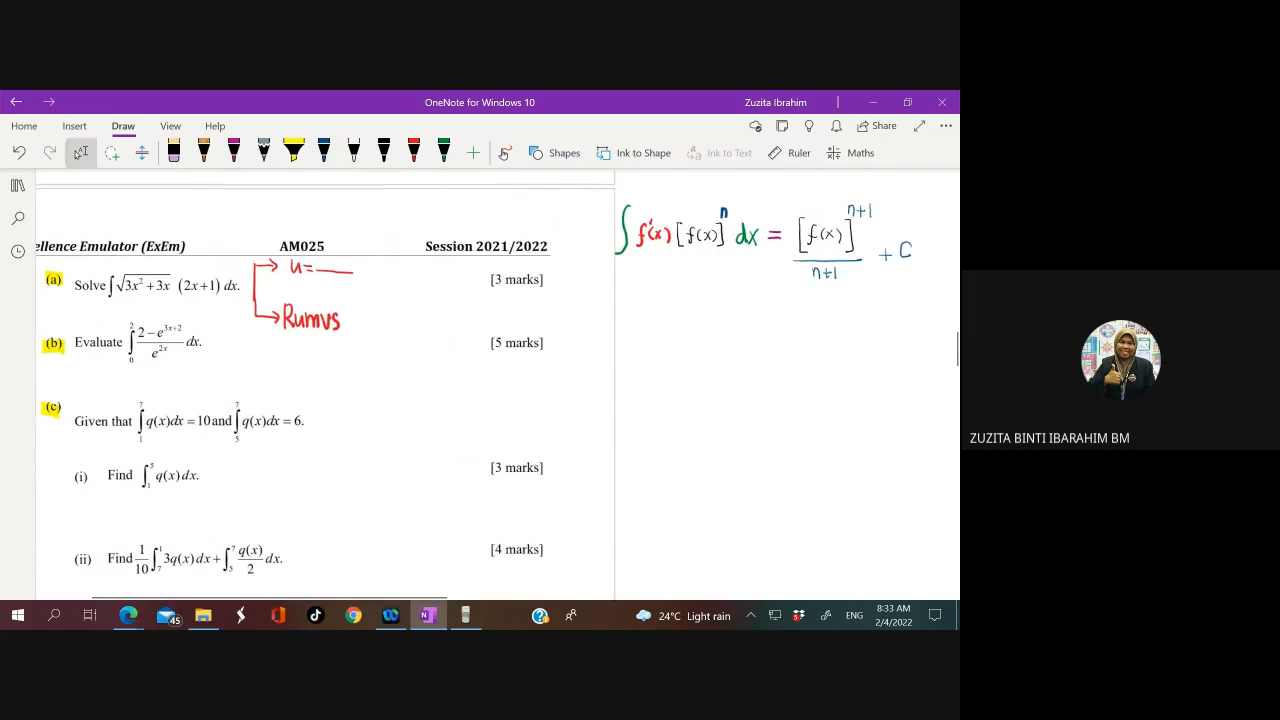 OneNote for Windows 10
Zuzita Ibrahim
Home Insert Draw View Help
Share
Shapes Ink to Shape Ink to Text Ruler Maths
ellence Emulator (ExEm) AM025 Session 2021/2022
(a) Solve ∫√(3x² + 3x) (2x+1) dx. [3 marks]
u = ___
Rumus
(b) Evaluate ∫₀² (2 − e^(3x+2))/e^(2x) dx. [5 marks]
(c) Given that ∫₁⁷ q(x)dx = 10 and ∫₅⁷ q(x)dx = 6.
(i) Find ∫₁⁵ q(x) dx. [3 marks]
(ii) Find 1/10 ∫₇¹ 3q(x) dx + ∫₅⁷ q(x)/2 dx. [4 marks]
∫ f'(x) [f(x)]^n dx = [f(x)]^(n+1) / (n+1) + C
ZUZITA BINTI IBARAHIM BM
45
24°C Light rain
ENG
8:33 AM
2/4/2022